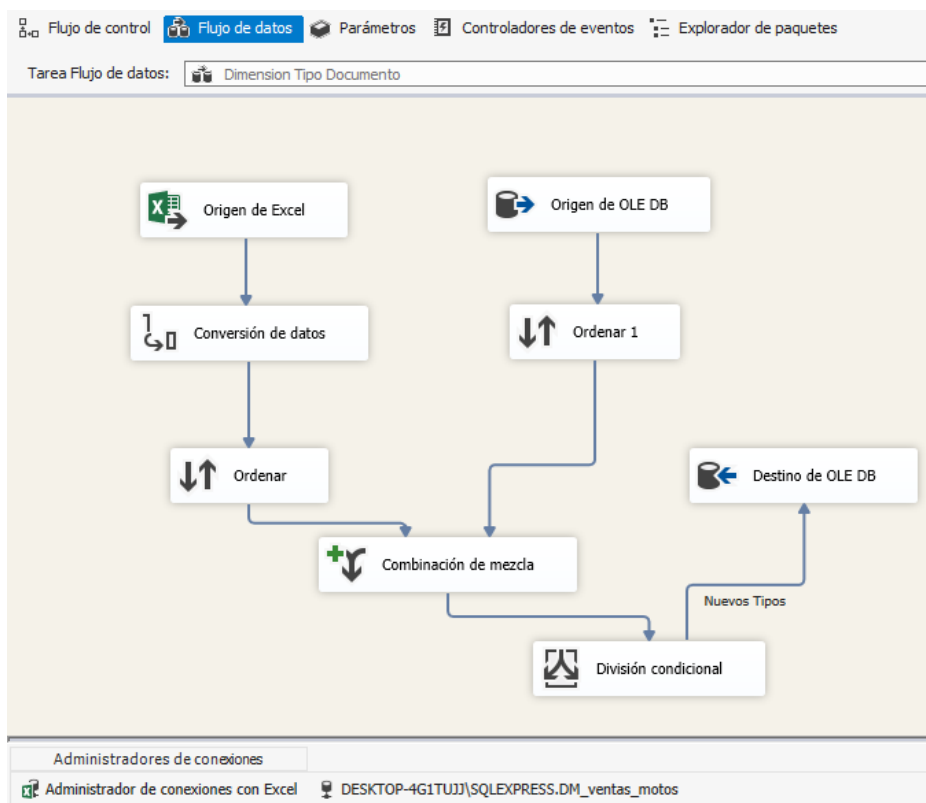 Flujo de control Flujo de datos Parámetros Controladores de eventos Explorador de paquetes
Tarea Flujo de datos: Dimension Tipo Documento
Origen de Excel
Origen de OLE DB
Conversión de datos
Ordenar 1
Ordenar
Destino de OLE DB
Combinación de mezcla
Nuevos Tipos
División condicional
Administradores de conexiones
Administrador de conexiones con Excel DESKTOP-4G1TUJJ\SQLEXPRESS.DM_ventas_motos